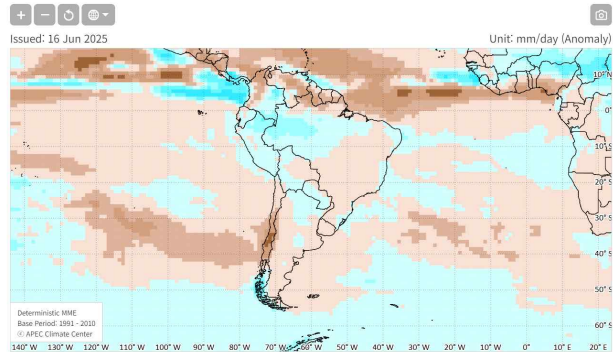 Issued: 16 Jun 2025
Unit: mm/day (Anomaly)
10° N
0°
10° S
20° S
30° S
40° S
50° S
60° S
Deterministic MME
Base Period: 1991 - 2010
ⓒ APEC Climate Center
140° W 130° W 120° W 110° W 100° W 90° W 80° W 70° W 60° W 50° W 40° W 30° W 20° W 10° W 0° 10° E 20° E